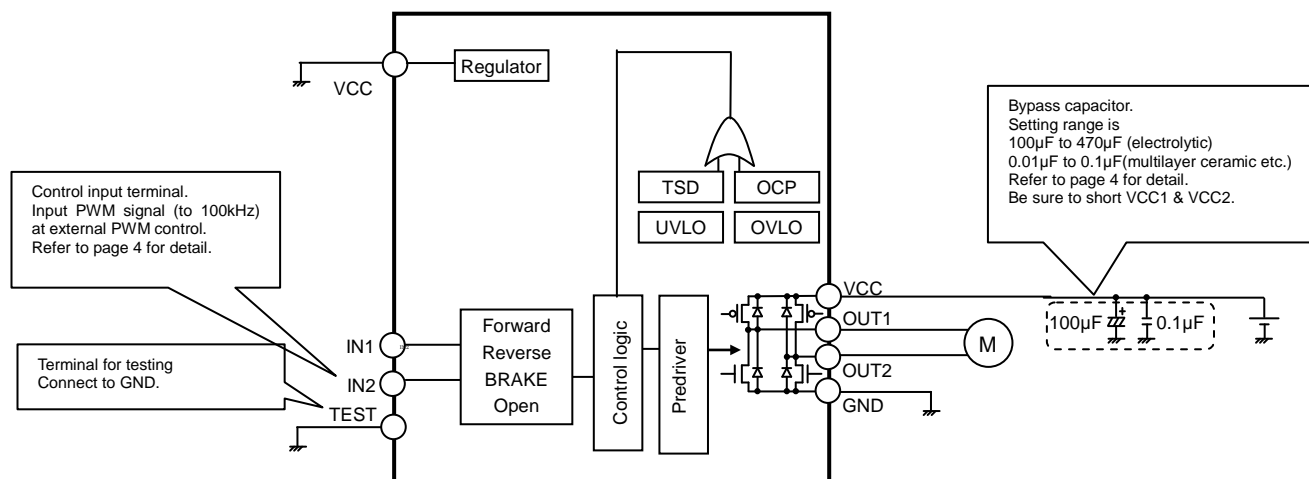 VCC
Regulator
Bypass capacitor.
Setting range is
100µF to 470µF (electrolytic)
0.01µF to 0.1µF(multilayer ceramic etc.)
Refer to page 4 for detail.
Be sure to short VCC1 & VCC2.
TSD
OCP
UVLO
OVLO
Control input terminal.
Input PWM signal (to 100kHz)
at external PWM control.
Refer to page 4 for detail.
Terminal for testing
Connect to GND.
IN1
IN2
TEST
Forward
Reverse
BRAKE
Open
Control logic
Predriver
VCC
OUT1
OUT2
GND
M
100µF
+
0.1µF